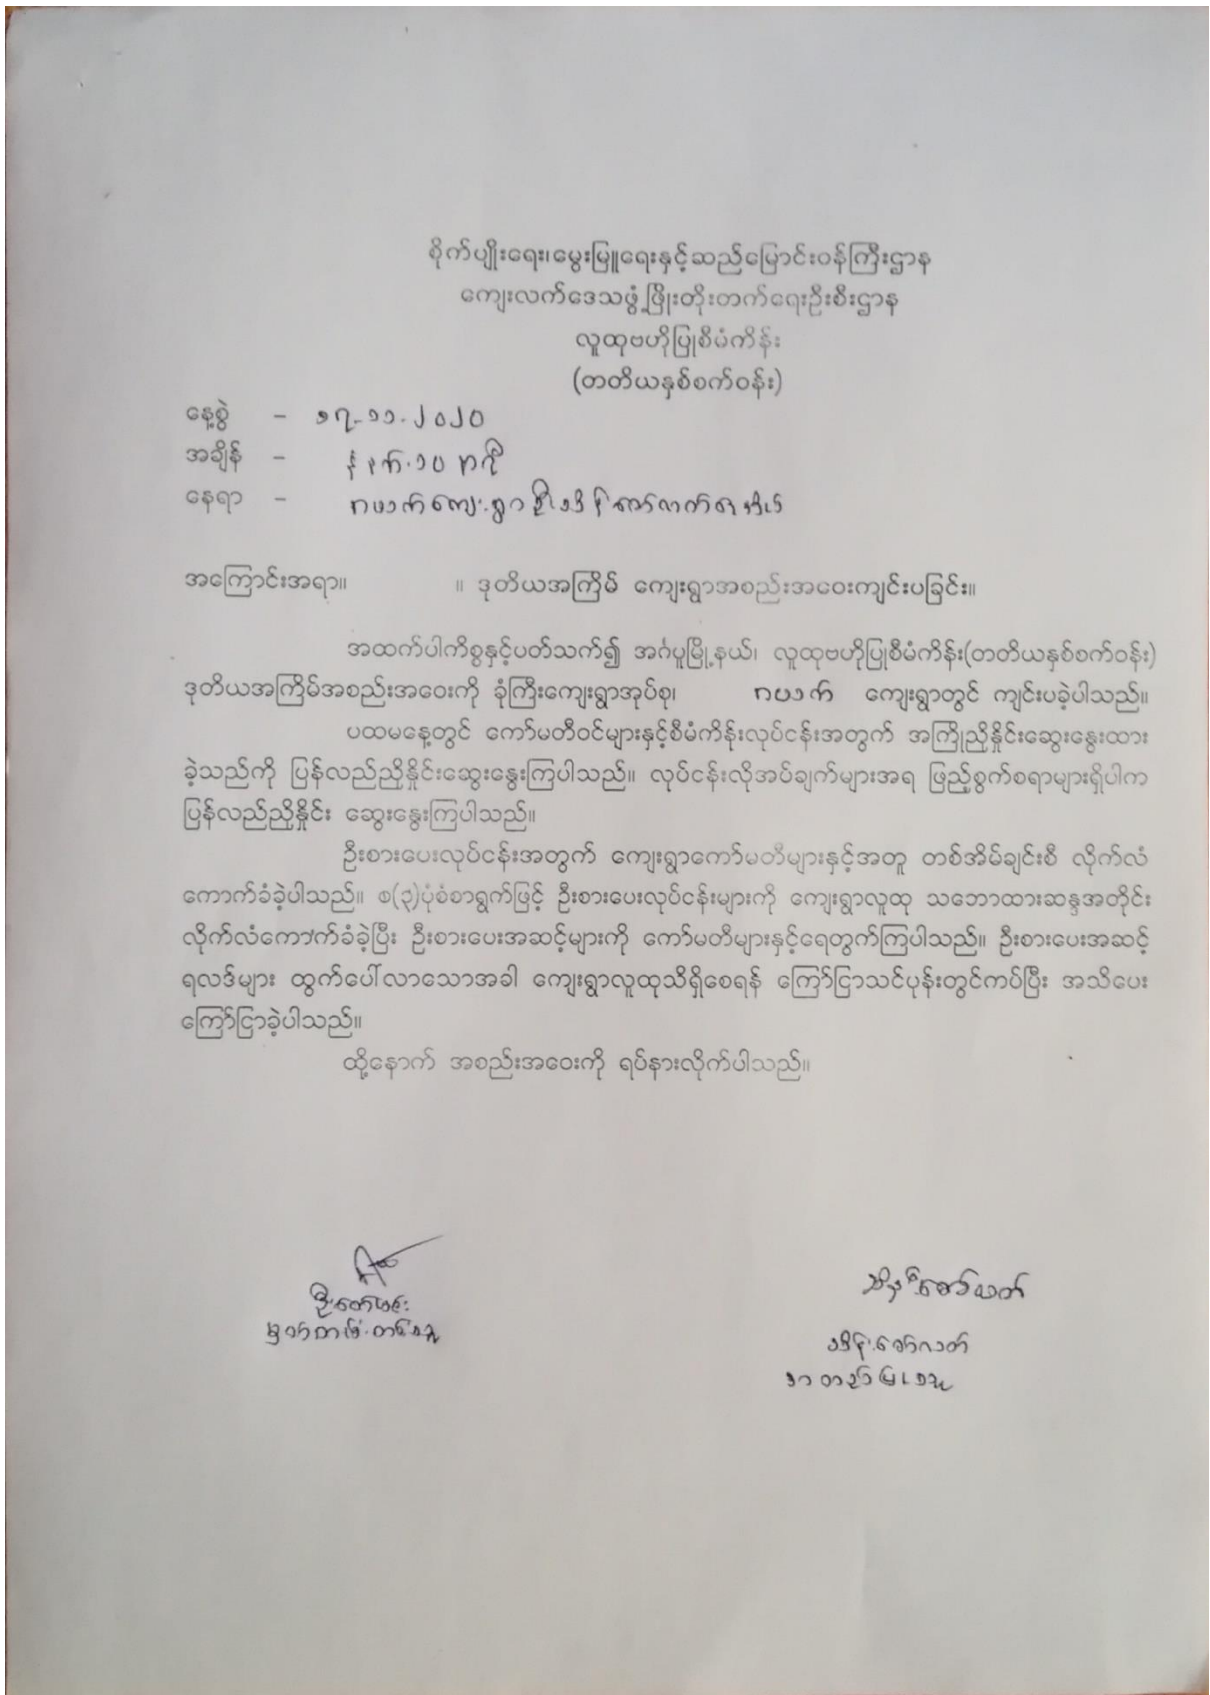 စိုက်ပျိုးရေး၊မွေးမြူရေးနှင့်ဆည်မြောင်းဝန်ကြီးဌာန
ကျေးလက်ဒေသဖွံ့ဖြိုးတိုးတက်ရေးဦးစီးဌာန
လူထုဗဟိုပြုစီမံကိန်း
(တတိယနှစ်စက်ဝန်း)
နေ့စွဲ - ၁၇-၁၁-၂၀၂၀
အချိန် - နံနက် ၁၀ နာရီ
နေရာ -
အကြောင်းအရာ။ ။ ဒုတိယအကြိမ် ကျေးရွာအစည်းအဝေးကျင်းပခြင်း။
အထက်ပါကိစ္စနှင့်ပတ်သက်၍ အင်္ဂပူမြို့နယ်၊ လူထုဗဟိုပြုစီမံကိန်း(တတိယနှစ်စက်ဝန်း)
ဒုတိယအကြိမ်အစည်းအဝေးကို ခုံကြီးကျေးရွာအုပ်စု၊ ကျေးရွာတွင် ကျင်းပခဲ့ပါသည်။
ပထမနေ့တွင် ကော်မတီဝင်များနှင့်စီမံကိန်းလုပ်ငန်းအတွက် အကြိုညှိနှိုင်းဆွေးနွေးထား
ခဲ့သည်ကို ပြန်လည်ညှိနှိုင်းဆွေးနွေးကြပါသည်။ လုပ်ငန်းလိုအပ်ချက်များအရ ဖြည့်စွက်စရာများရှိပါက
ပြန်လည်ညှိနှိုင်း ဆွေးနွေးကြပါသည်။
ဦးစားပေးလုပ်ငန်းအတွက် ကျေးရွာကော်မတီများနှင့်အတူ တစ်အိမ်ချင်းစီ လိုက်လံ
ကောက်ခံခဲ့ပါသည်။ စ(၃)ပုံစံစာရွက်ဖြင့် ဦးစားပေးလုပ်ငန်းများကို ကျေးရွာလူထု သဘောထားဆန္ဒအတိုင်း
လိုက်လံကောက်ခံခဲ့ပြီး ဦးစားပေးအဆင့်များကို ကော်မတီများနှင့်ရေတွက်ကြပါသည်။ ဦးစားပေးအဆင့်
ရလဒ်များ ထွက်ပေါ်လာသောအခါ ကျေးရွာလူထုသိရှိစေရန် ကြော်ငြာသင်ပုန်းတွင်ကပ်ပြီး အသိပေး
ကြော်ငြာခဲ့ပါသည်။
ထို့နောက် အစည်းအဝေးကို ရပ်နားလိုက်ပါသည်။